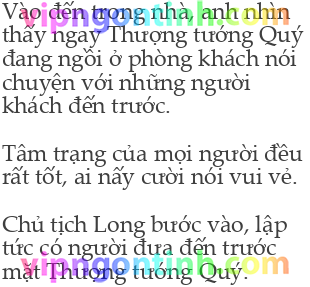 Vào đến trong nhà, anh nhìn
thấy ngay Thượng tướng Quý
đang ngồi ở phòng khách nói
chuyện với những người
khách đến trước.
Tâm trạng của mọi người đều
rất tốt, ai nấy cười nói vui vẻ.
Chủ tịch Long bước vào, lập
tức có người đưa đến trước
mặt Thượng tướng Quý.
vipngontinh.com
vipngontinh.com